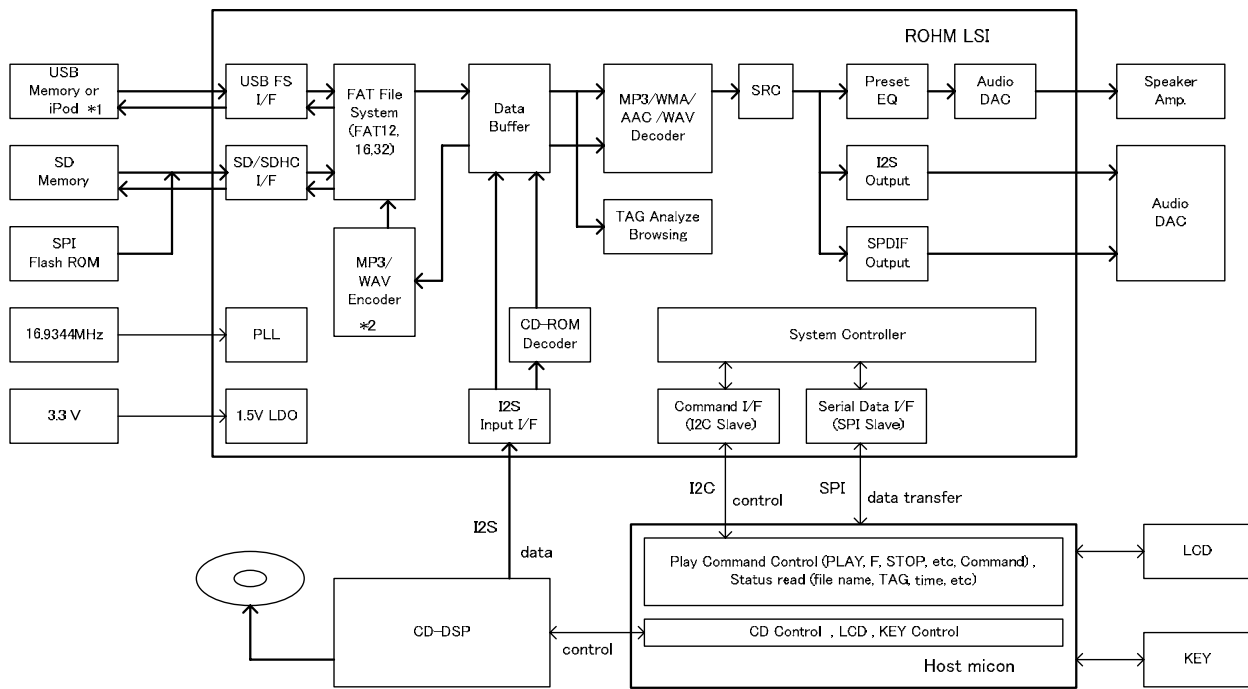 ROHM LSI
USB
Memory or
iPod *1
USB FS
I/F
FAT File
System
(FAT12,
16,32)
Data
Buffer
MP3/WMA/
AAC /WAV
Decoder
SRC
Preset
EQ
Audio
DAC
Speaker
Amp.
SD
Memory
SD/SDHC
I/F
I2S
Output
Audio
DAC
SPI
Flash ROM
MP3/
WAV
Encoder
*2
TAG Analyze
Browsing
SPDIF
Output
16.9344MHz
PLL
CD-ROM
Decoder
System Controller
3.3 V
1.5V LDO
I2S
Input I/F
Command I/F
(I2C Slave)
Serial Data I/F
(SPI Slave)
I2S
data
I2C
control
SPI
data transfer
Play Command Control (PLAY, F, STOP, etc, Command) ,
Status read (file name, TAG, time, etc)
LCD
CD-DSP
control
CD Control , LCD , KEY Control
Host micon
KEY